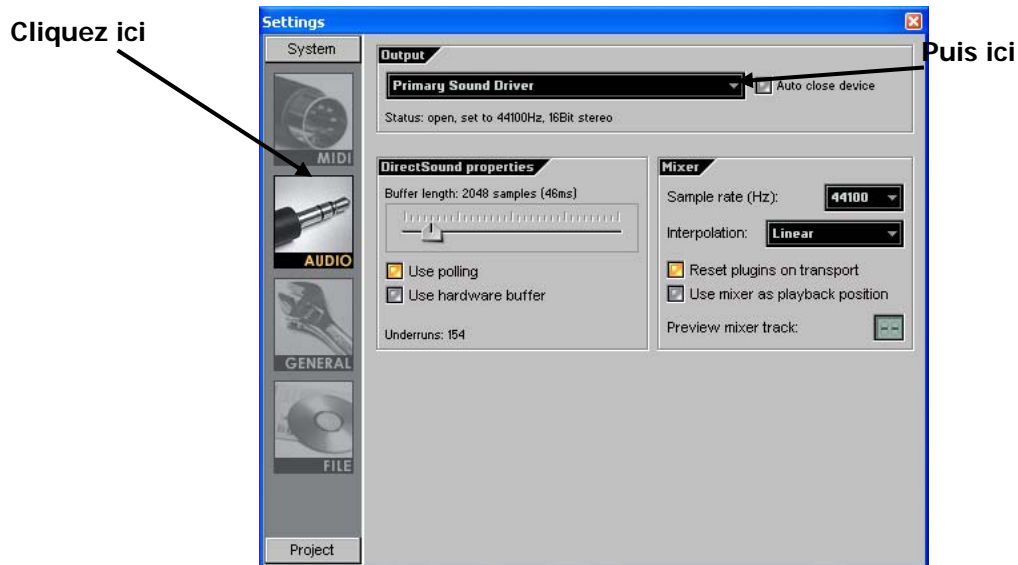 Cliquez ici
Settings
System
Puis ici
Output
Primary Sound Driver
Auto close device
Status: open, set to 44100Hz, 16Bit stereo
MIDI
AUDIO
GENERAL
FILE
Project
DirectSound properties
Buffer length: 2048 samples (46ms)
Use polling
Use hardware buffer
Underruns: 154
Mixer
Sample rate (Hz): 44100
Interpolation: Linear
Reset plugins on transport
Use mixer as playback position
Preview mixer track: --